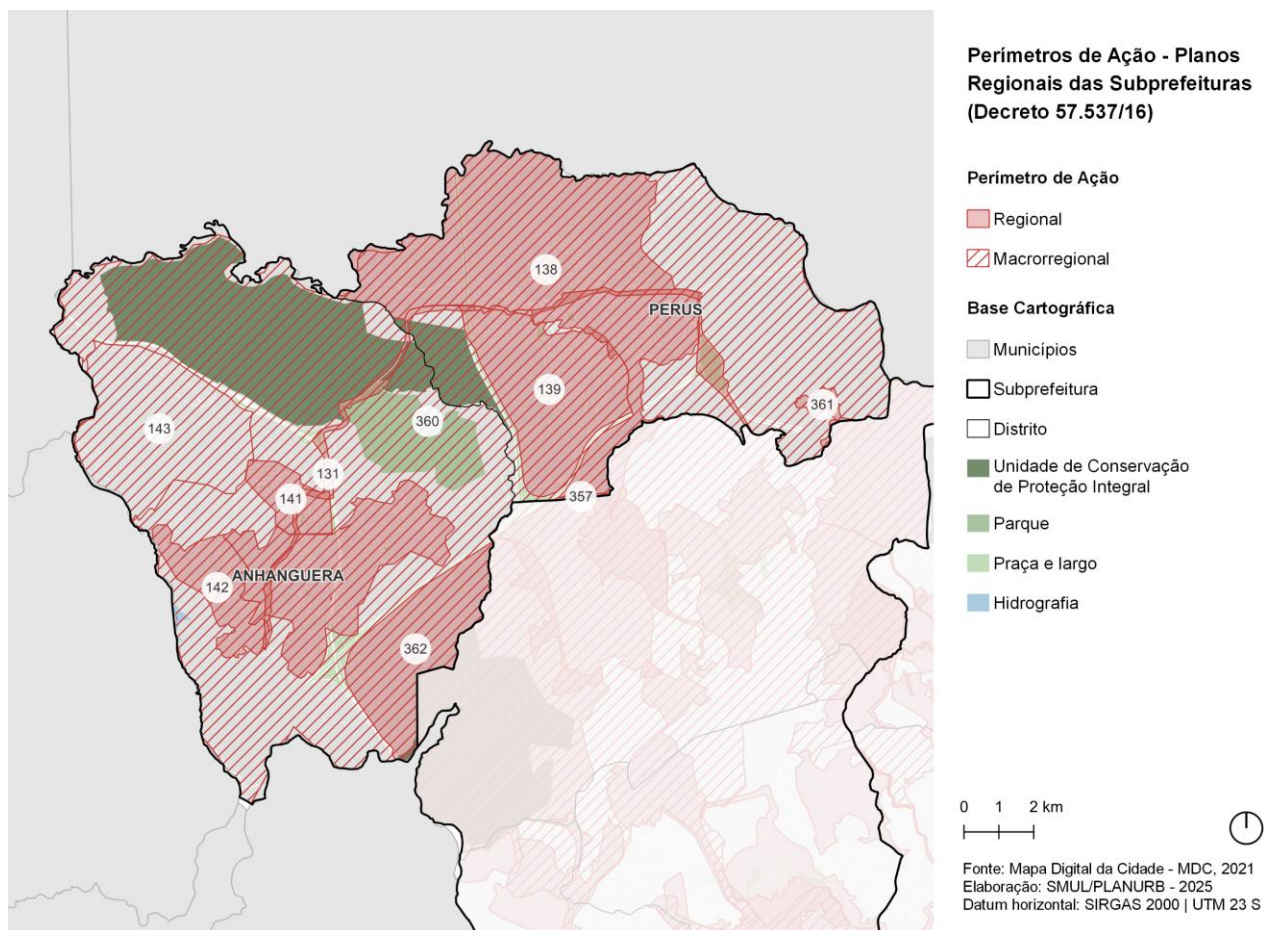 138
PERUS
139
143
360
361
131
141
357
ANHANGUERA
142
362
Perímetros de Ação - Planos
Regionais das Subprefeituras
(Decreto 57.537/16)
Perímetro de Ação
Regional
Macrorregional
Base Cartográfica
Municípios
Subprefeitura
Distrito
Unidade de Conservação
de Proteção Integral
Parque
Praça e largo
Hidrografia
0 1 2 km
Fonte: Mapa Digital da Cidade - MDC, 2021
Elaboração: SMUL/PLANURB - 2025
Datum horizontal: SIRGAS 2000 | UTM 23 S